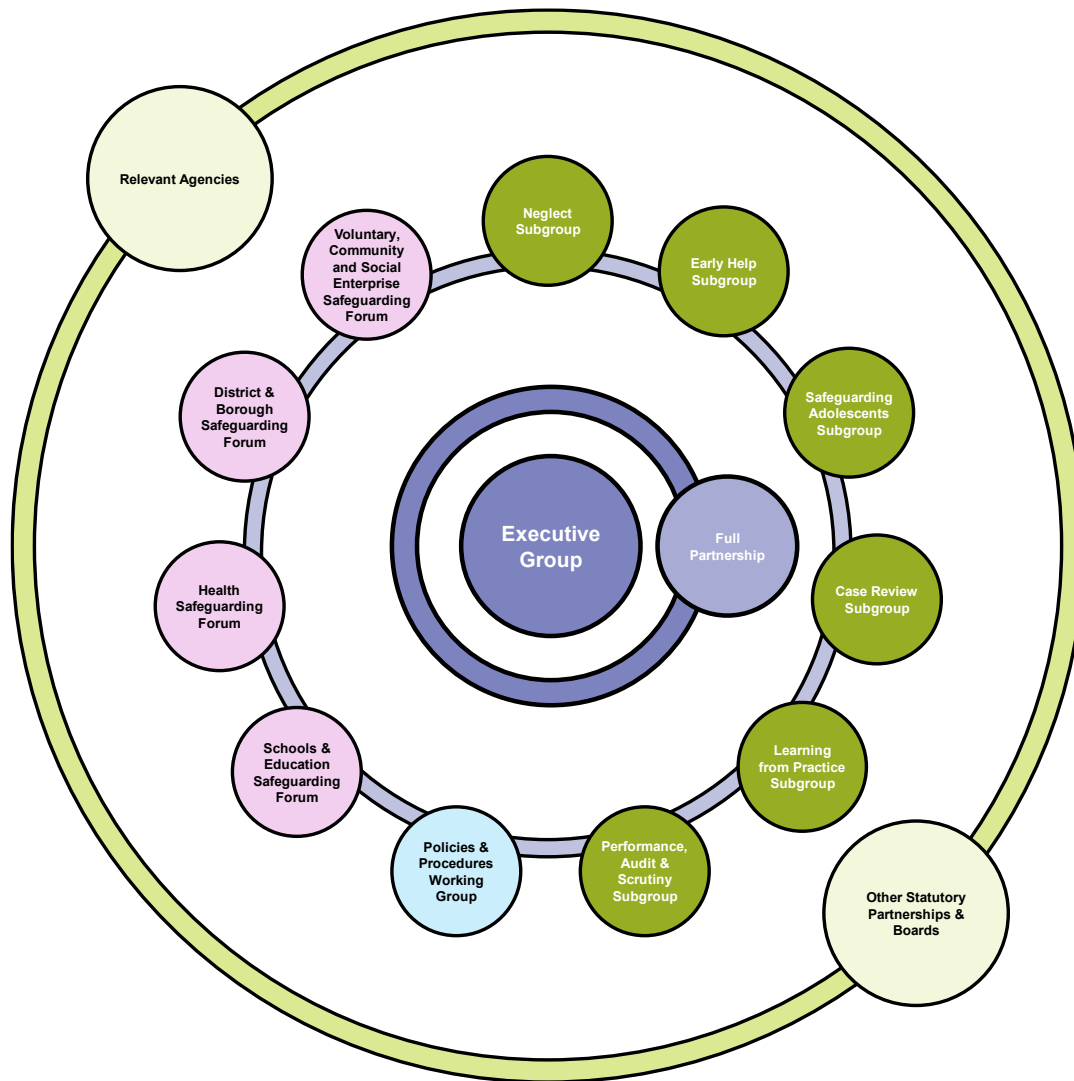 Relevant Agencies
Neglect
Subgroup
Early Help
Subgroup
Safeguarding
Adolescents
Subgroup
Case Review
Subgroup
Learning
from Practice
Subgroup
Performance,
Audit &
Scrutiny
Subgroup
Policies &
Procedures
Working
Group
Schools &
Education
Safeguarding
Forum
Health
Safeguarding
Forum
District &
Borough
Safeguarding
Forum
Voluntary,
Community
and Social
Enterprise
Safeguarding
Forum
Executive
Group
Full
Partnership
Other Statutory
Partnerships &
Boards